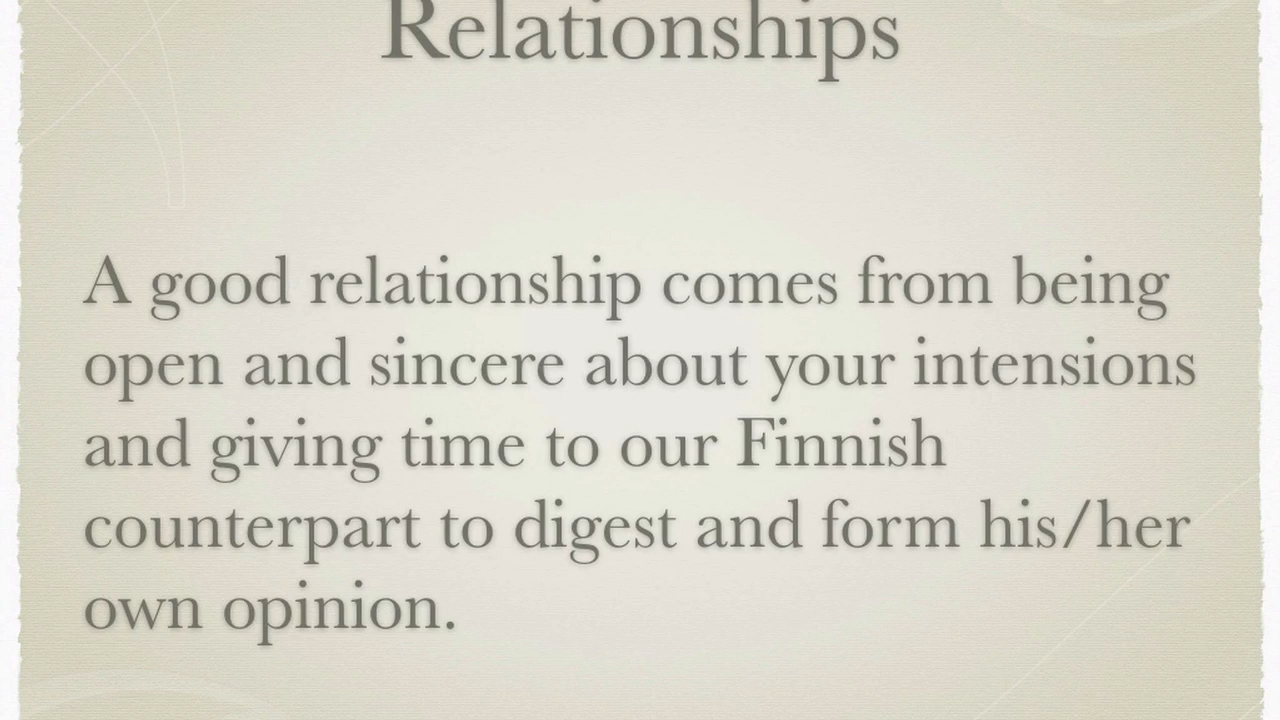 Relationships
A good relationship comes from being
open and sincere about your intensions
and giving time to our Finnish
counterpart to digest and form his/her
own opinion.